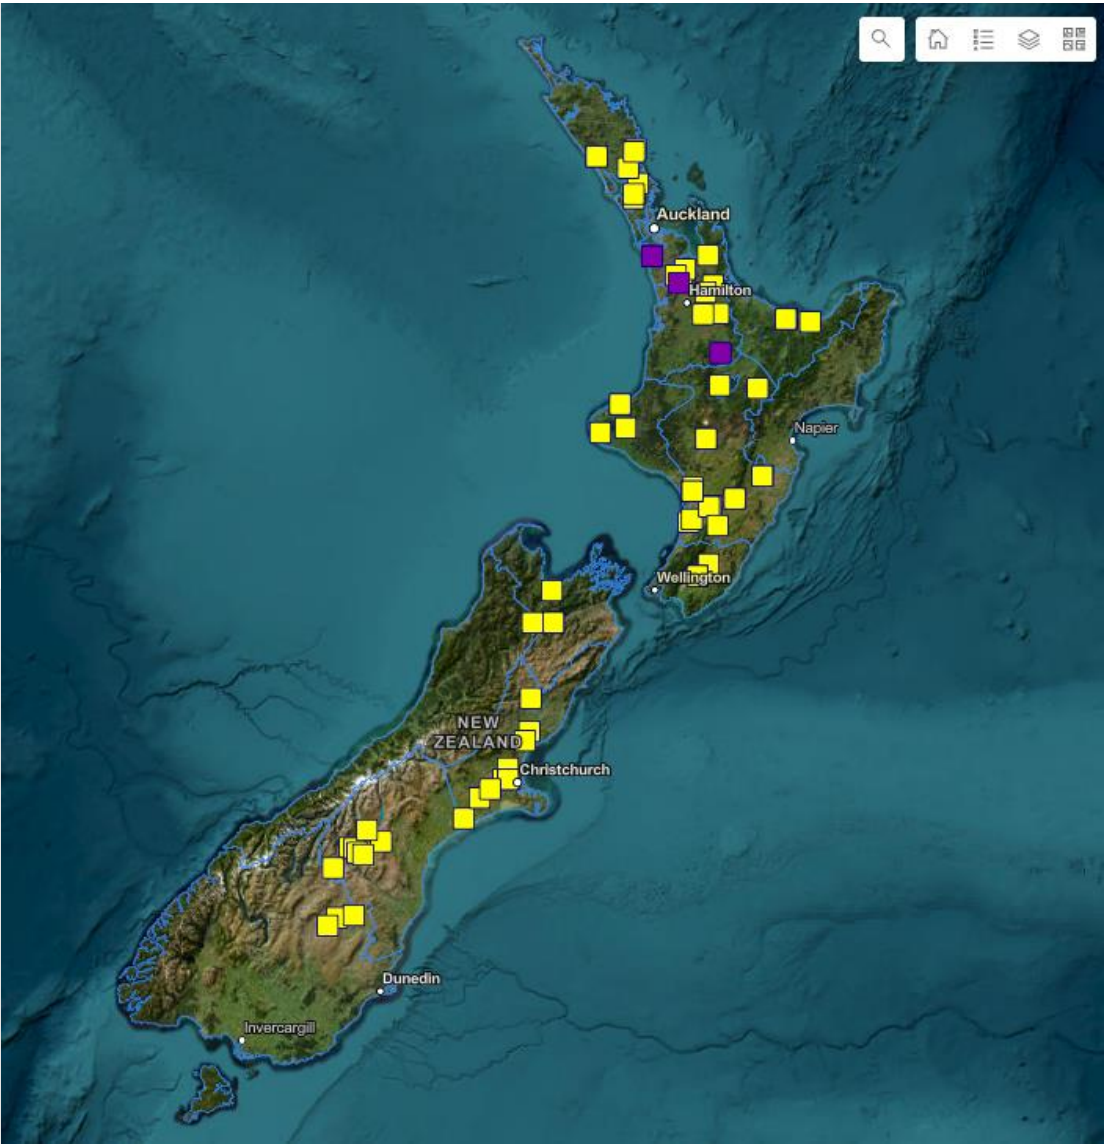 Auckland
Hamilton
Napier
Wellington
NEW
ZEALAND
Christchurch
Dunedin
Invercargill